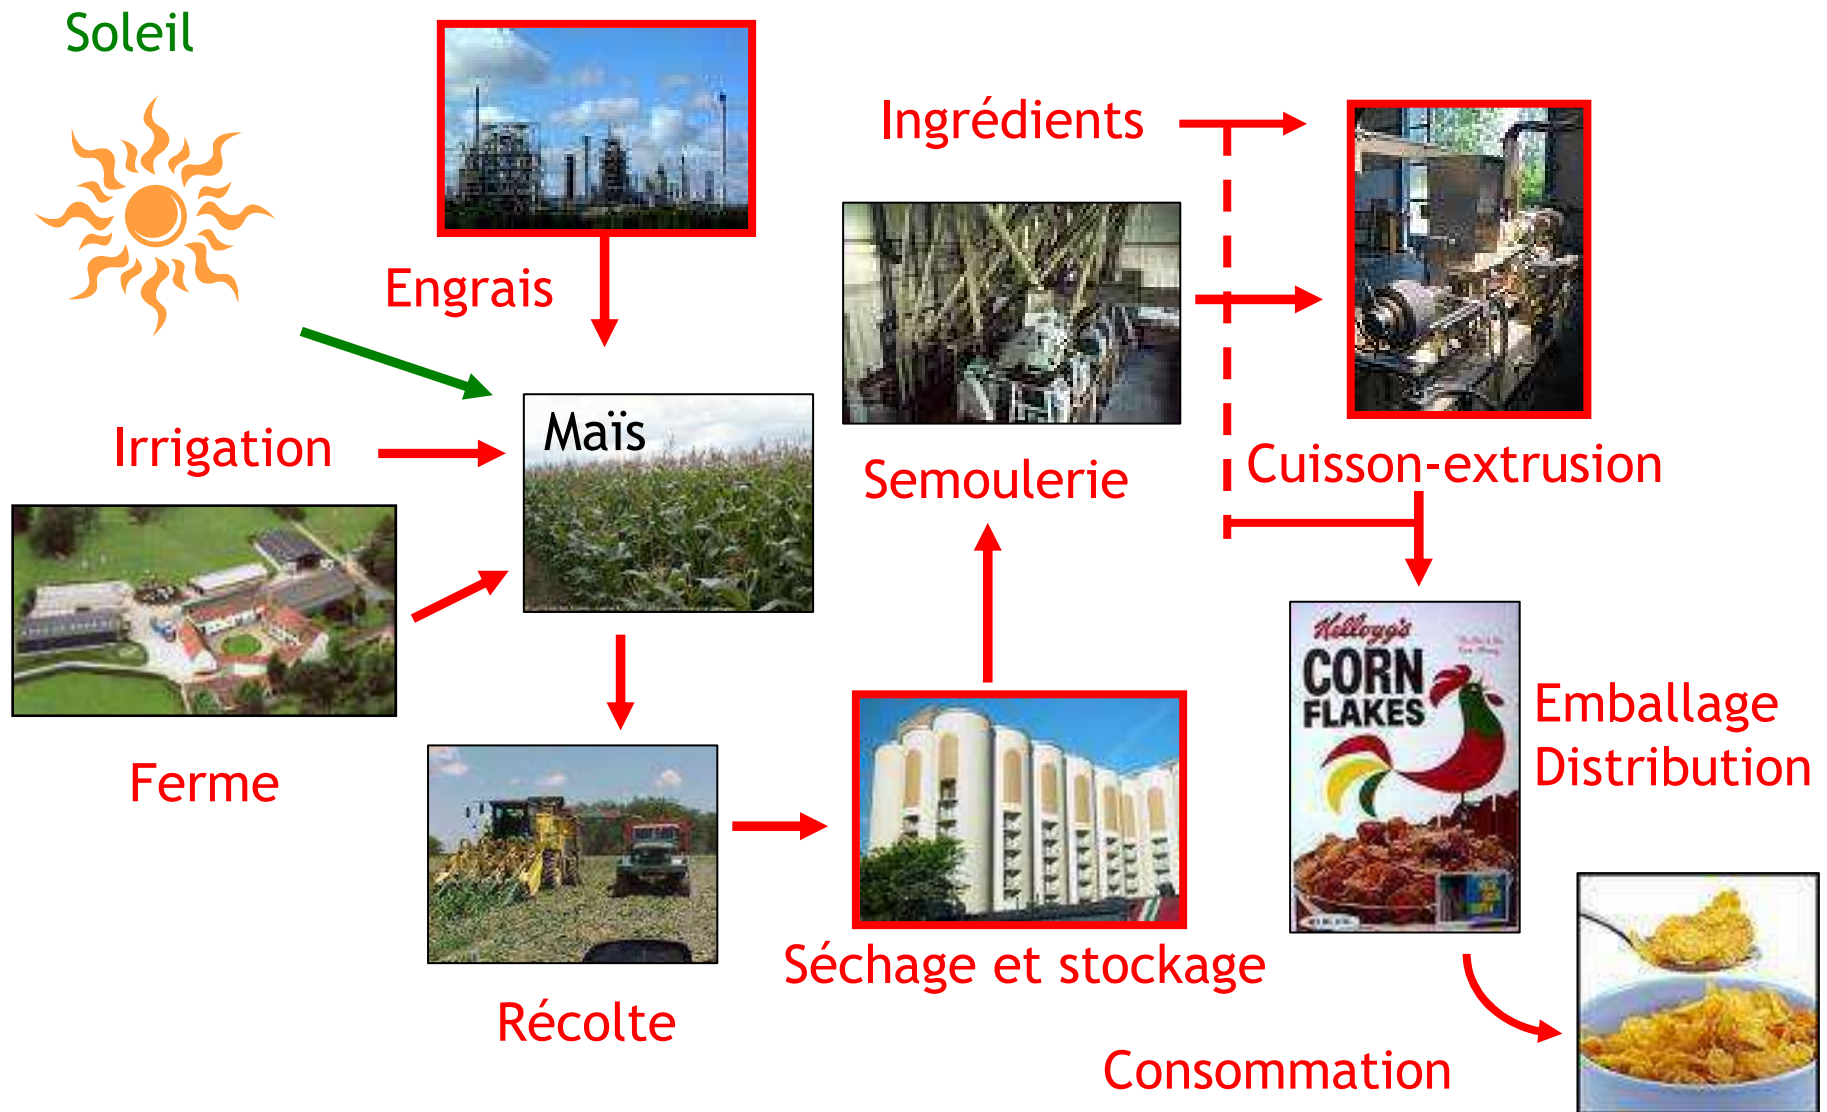 Soleil
Engrais
Irrigation
Ferme
Maïs
Récolte
Séchage et stockage
Semoulerie
Ingrédients
Cuisson-extrusion
Kellogg's
CORN
FLAKES
Emballage
Distribution
Consommation